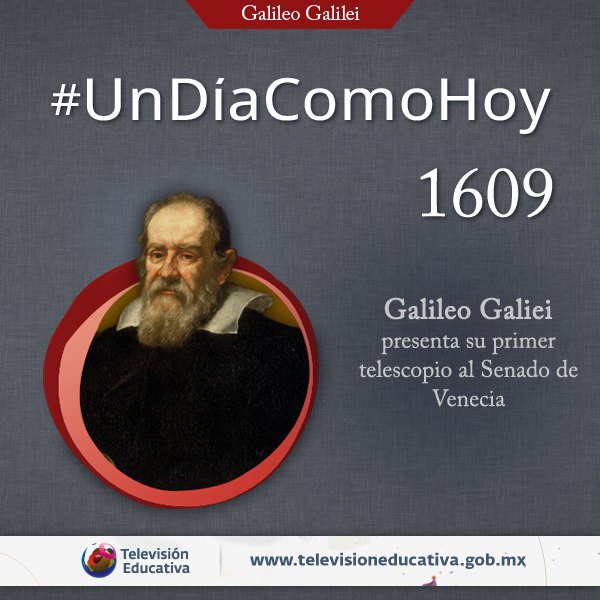 Galileo Galilei
#UnDíaComoHoy
1609
Galileo Galiei
presenta su primer
telescopio al Senado de
Venecia
Televisión
Educativa
www.televisioneducativa.gob.mx